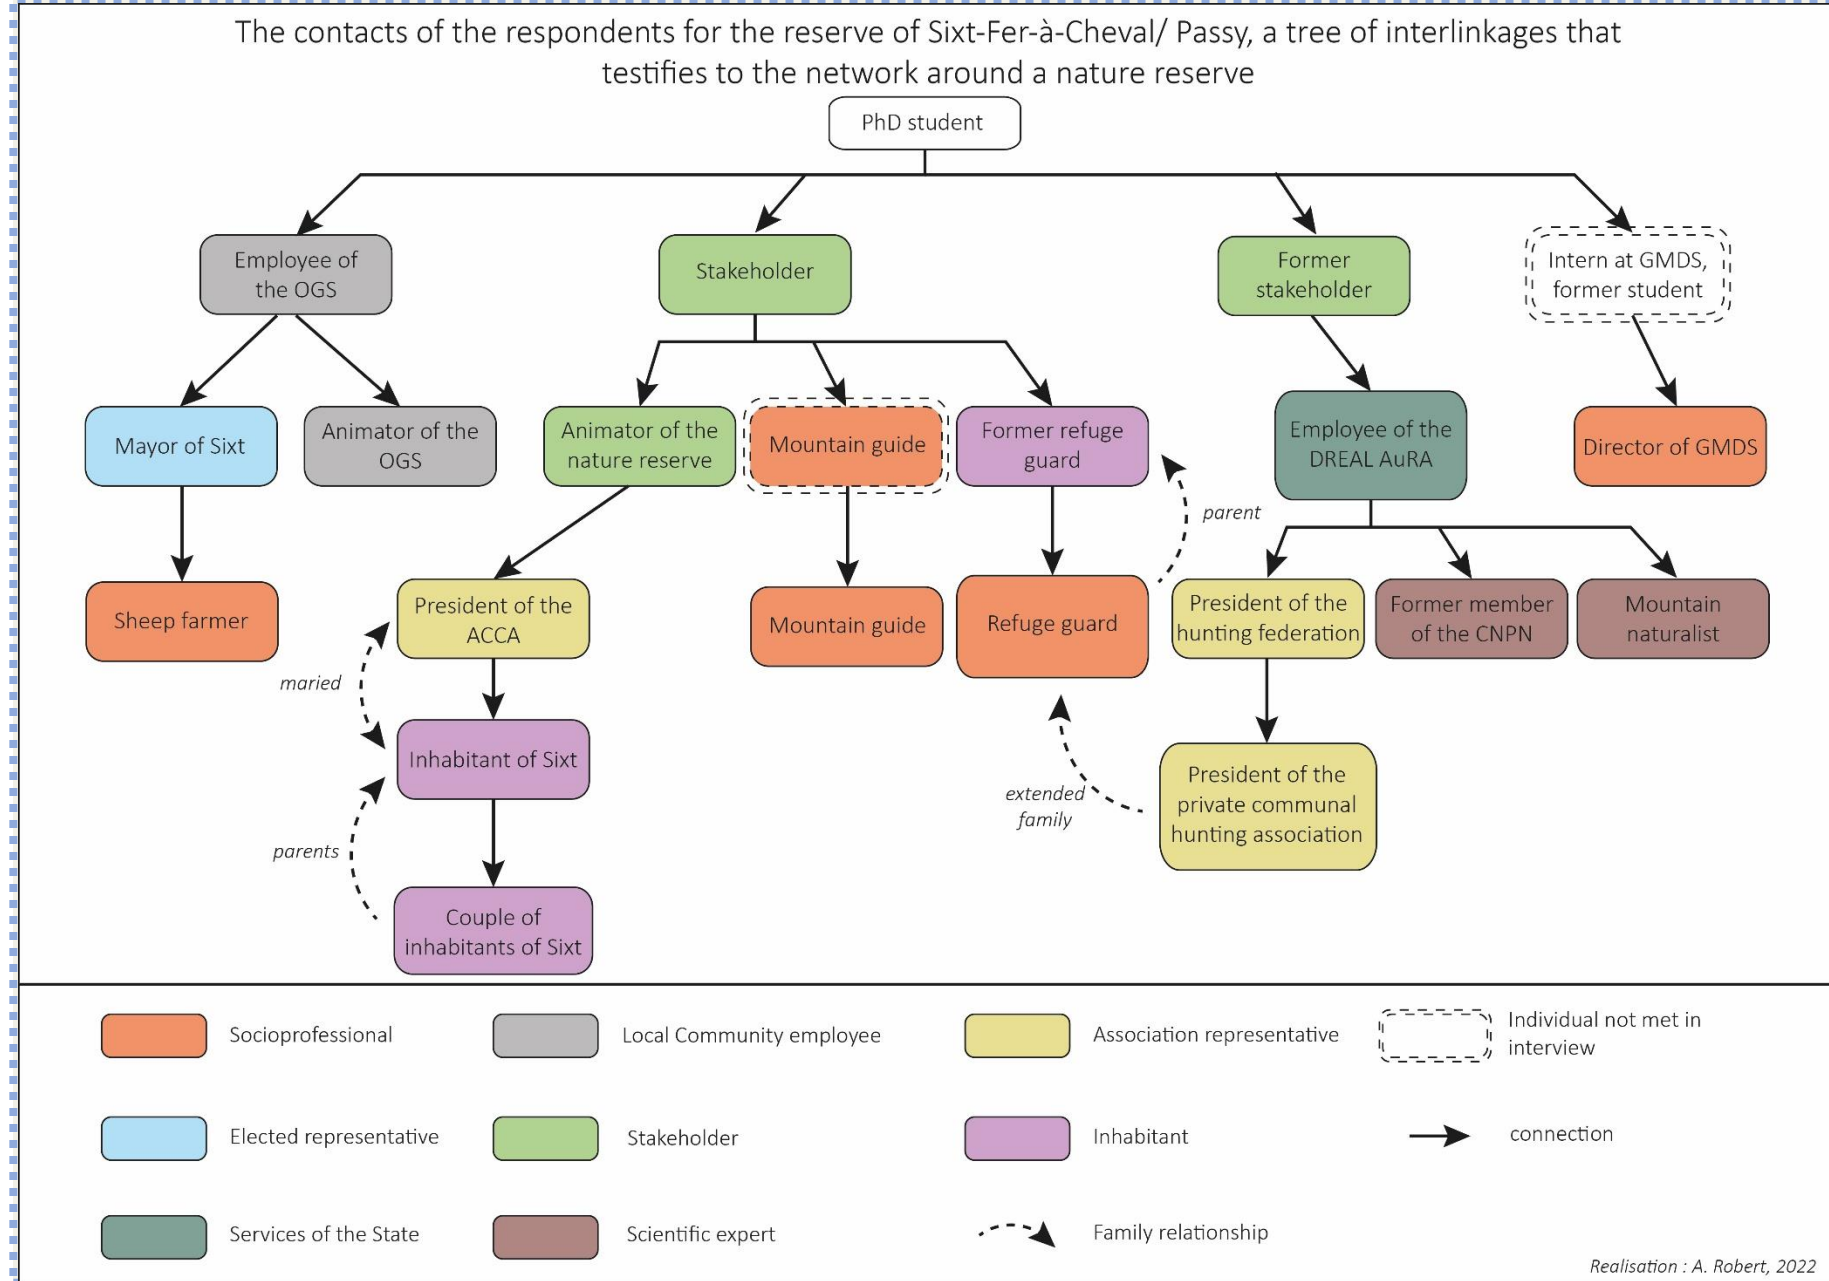 The contacts of the respondents for the reserve of Sixt-Fer-à-Cheval/ Passy, a tree of interlinkages that
testifies to the network around a nature reserve
PhD student
Employee of
the OGS
Stakeholder
Former
stakeholder
Intern at GMDS,
former student
Mayor of Sixt
Animator of the
OGS
Animator of the
nature reserve
Mountain guide
Former refuge
guard
Employee of the
DREAL AuRA
Director of GMDS
parent
Sheep farmer
President of the
ACCA
Mountain guide
Refuge guard
President of the
hunting federation
Former member
of the CNPN
Mountain
naturalist
maried
Inhabitant of Sixt
extended
family
President of the
private communal
hunting association
parents
Couple of
inhabitants of Sixt
Socioprofessional
Local Community employee
Association representative
Individual not met in
interview
Elected representative
Stakeholder
Inhabitant
connection
Services of the State
Scientific expert
Family relationship
Realisation : A. Robert, 2022